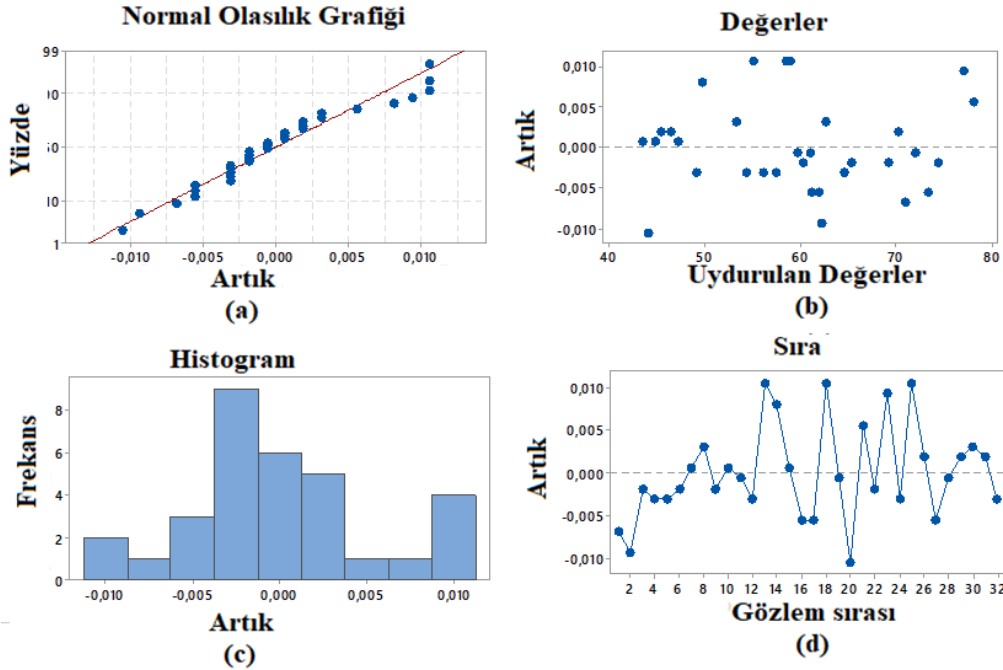 Normal Olasılık Grafiği
99
90
50
10
1
Yüzde
-0,010 -0,005 0,000 0,005 0,010
Artık
(a)
Değerler
0,010
0,005
0,000
-0,005
-0,010
Artık
40 50 60 70 80
Uydurulan Değerler
(b)
Histogram
8
6
4
2
0
Frekans
-0,010 -0,005 0,000 0,005 0,010
Artık
(c)
Sıra
0,010
0,005
0,000
-0,005
-0,010
Artık
2 4 6 8 10 12 14 16 18 20 22 24 26 28 30 32
Gözlem sırası
(d)